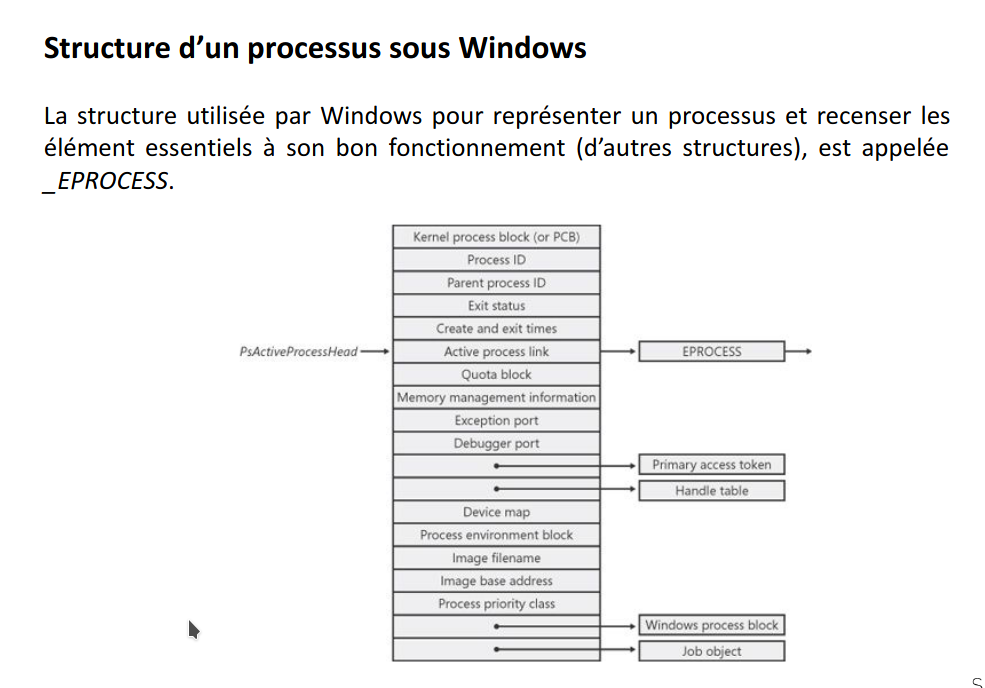 Structure d’un processus sous Windows
La structure utilisée par Windows pour représenter un processus et recenser les
élément essentiels à son bon fonctionnement (d’autres structures), est appelée
_EPROCESS.
Kernel process block (or PCB)
Process ID
Parent process ID
Exit status
Create and exit times
PsActiveProcessHead
Active process link
EPROCESS
Quota block
Memory management information
Exception port
Debugger port
Primary access token
Handle table
Device map
Process environment block
Image filename
Image base address
Process priority class
Windows process block
Job object
S